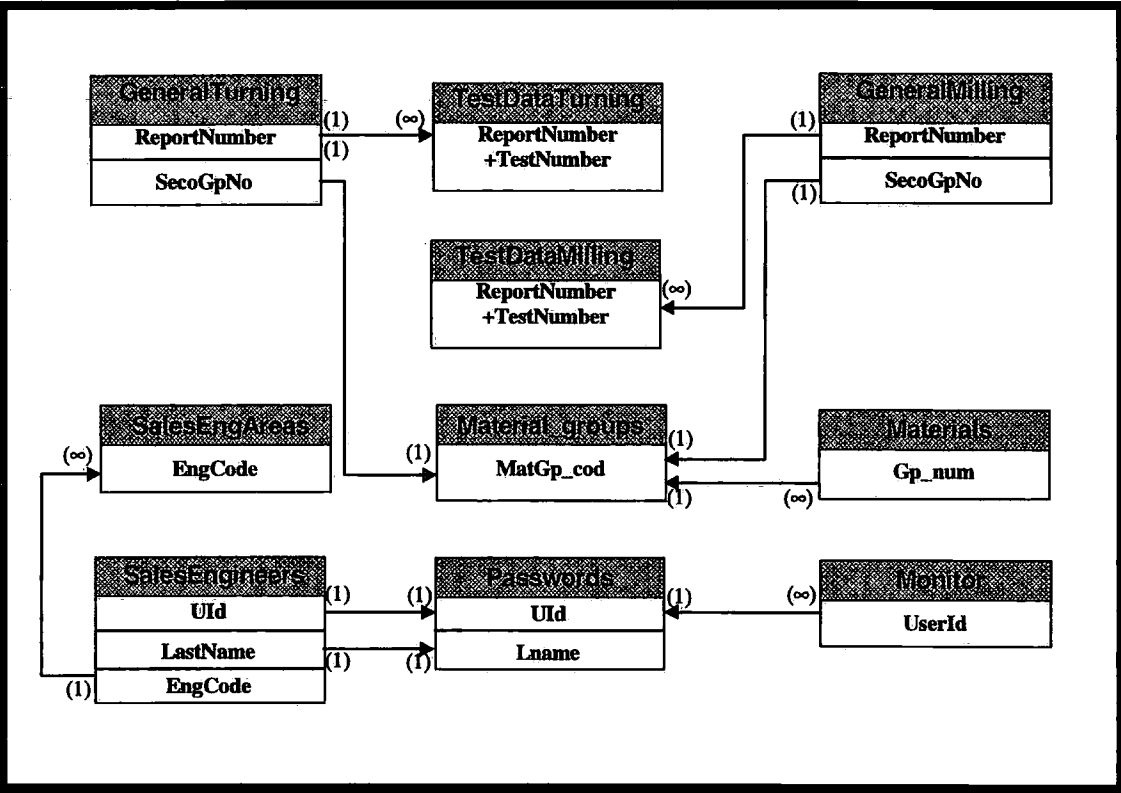 GeneralTurning
ReportNumber
SecoGpNo
(1)
(1)
(∞)
TestDataTurning
ReportNumber
+TestNumber
GeneralMilling
ReportNumber
SecoGpNo
(1)
(1)
TestDataMilling
ReportNumber
+TestNumber
(∞)
SalesEngAreas
EngCode
(∞)
Material_groups
MatGp_cod
(1)
(1)
(1)
Materials
Gp_num
(∞)
SalesEngineers
UId
LastName
EngCode
(1)
(1)
(1)
(1)
(1)
Passwords
UId
Lname
(1)
(∞)
Monitor
UserId